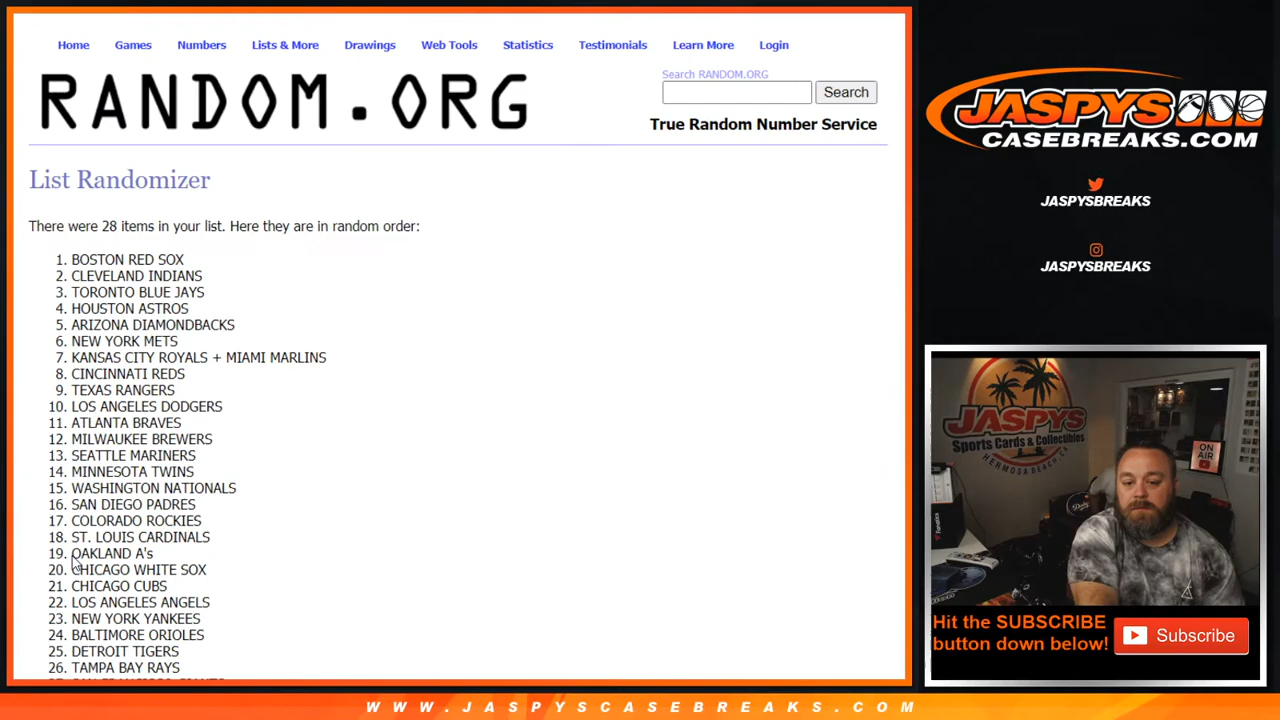 Home Games Numbers Lists & More Drawings Web Tools Statistics Testimonials Learn More Login
RANDOM.ORG
Search RANDOM.ORG
Search
True Random Number Service
List Randomizer
There were 28 items in your list. Here they are in random order:
1. BOSTON RED SOX
2. CLEVELAND INDIANS
3. TORONTO BLUE JAYS
4. HOUSTON ASTROS
5. ARIZONA DIAMONDBACKS
6. NEW YORK METS
7. KANSAS CITY ROYALS + MIAMI MARLINS
8. CINCINNATI REDS
9. TEXAS RANGERS
10. LOS ANGELES DODGERS
11. ATLANTA BRAVES
12. MILWAUKEE BREWERS
13. SEATTLE MARINERS
14. MINNESOTA TWINS
15. WASHINGTON NATIONALS
16. SAN DIEGO PADRES
17. COLORADO ROCKIES
18. ST. LOUIS CARDINALS
19. OAKLAND A's
20. CHICAGO WHITE SOX
21. CHICAGO CUBS
22. LOS ANGELES ANGELS
23. NEW YORK YANKEES
24. BALTIMORE ORIOLES
25. DETROIT TIGERS
26. TAMPA BAY RAYS
JASPYS
CASEBREAKS.COM
JASPYSBREAKS
JASPYSBREAKS
JASPYS
Sports Cards & Collectibles
HERMOSA BEACH, CA
ON
AIR
Hit the SUBSCRIBE
button down below!
Subscribe
WWW.JASPYSCASEBREAKS.COM